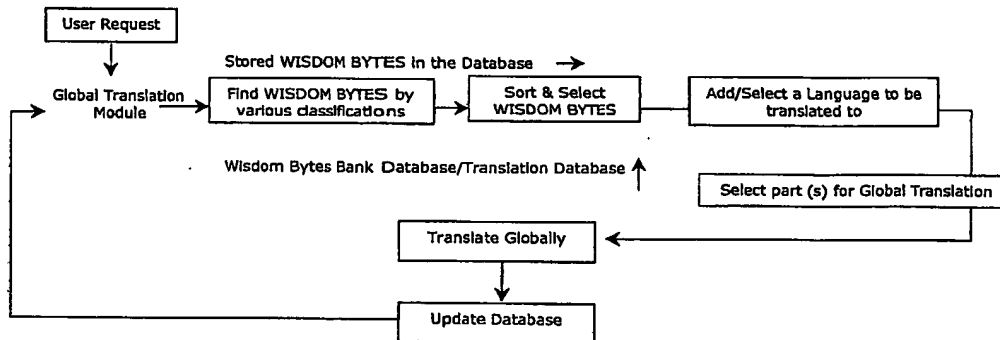 User Request
Stored WISDOM BYTES in the Database
Global Translation
Module
Find WISDOM BYTES by
various classifications
Sort & Select
WISDOM BYTES
Add/Select a Language to be
translated to
Wisdom Bytes Bank Database/Translation Database
Select part (s) for Global Translation
Translate Globally
Update Database